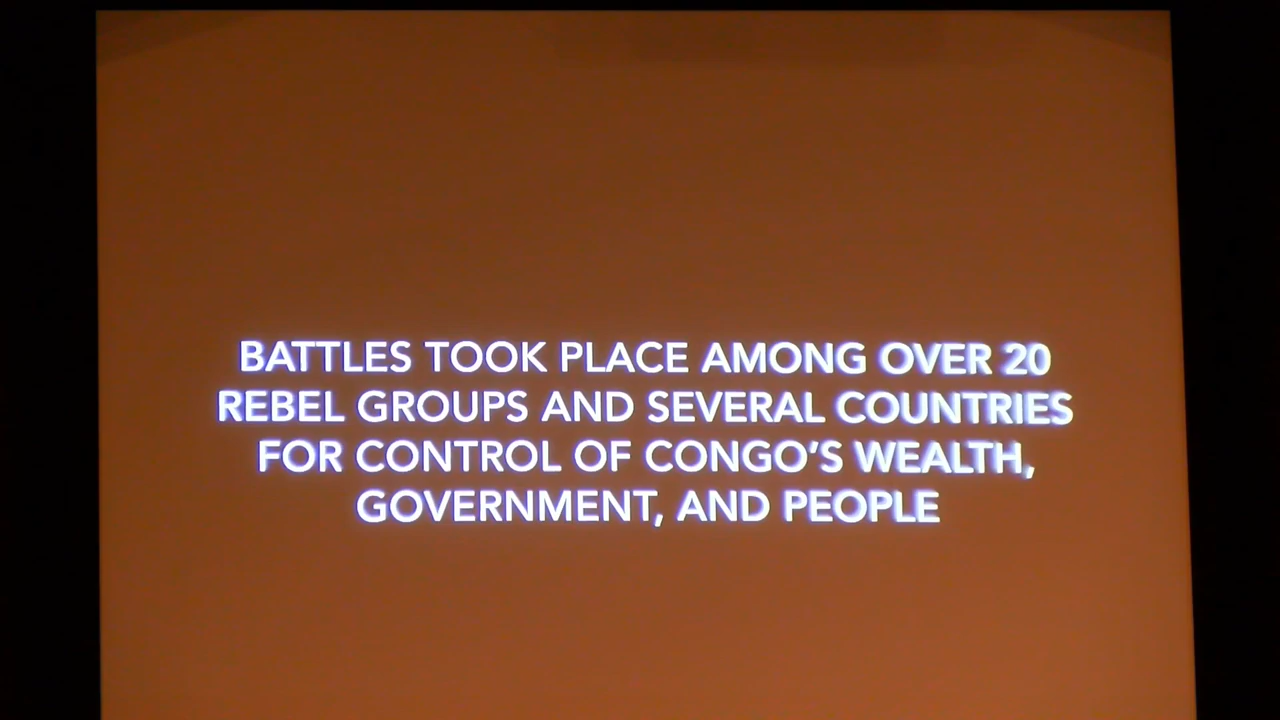 BATTLES TOOK PLACE AMONG OVER 20
REBEL GROUPS AND SEVERAL COUNTRIES
FOR CONTROL OF CONGO'S WEALTH,
GOVERNMENT, AND PEOPLE